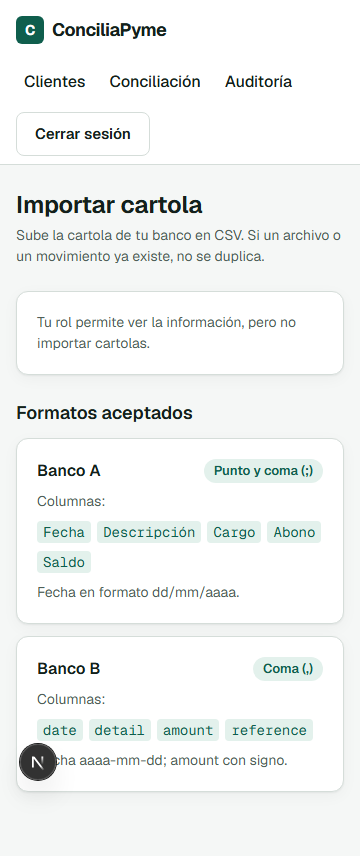 C ConciliaPyme
Clientes Conciliación Auditoría
Cerrar sesión
Importar cartola
Sube la cartola de tu banco en CSV. Si un archivo o
un movimiento ya existe, no se duplica.
Tu rol permite ver la información, pero no
importar cartolas.
Formatos aceptados
Banco A Punto y coma (;)
Columnas:
Fecha Descripción Cargo Abono
Saldo
Fecha en formato dd/mm/aaaa.
Banco B Coma (,)
Columnas:
date detail amount reference
N cha aaaa-mm-dd; amount con signo.